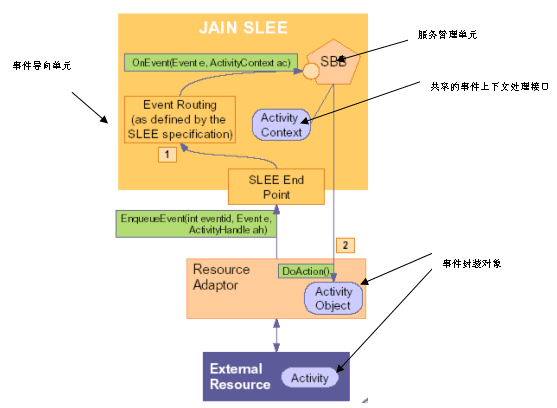 JAIN SLEE
服务管理单元
OnEvent(Event e, ActivityContext ac)
SBB
事件导向单元
共容的事件上下文处理接口
Event Routing
(as defined by the
SLEE specification)
Activity
Context
1
SLEE End
Point
EnqueueEvent(int eventid, Event e,
ActivityHandle ah)
2
Resource
Adaptor
DoAction()
事件封装对象
Activity
Object
External
Resource
Activity